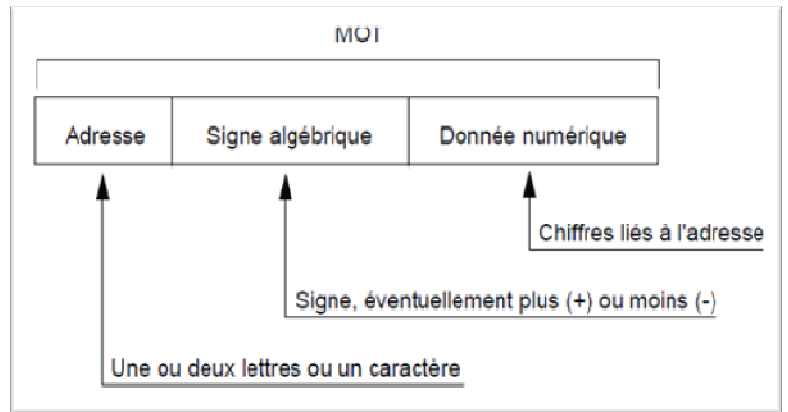 MOT
Adresse Signe algébrique Donnée numérique
Chiffres liés à l'adresse
Signe, éventuellement plus (+) ou moins (-)
Une ou deux lettres ou un caractère